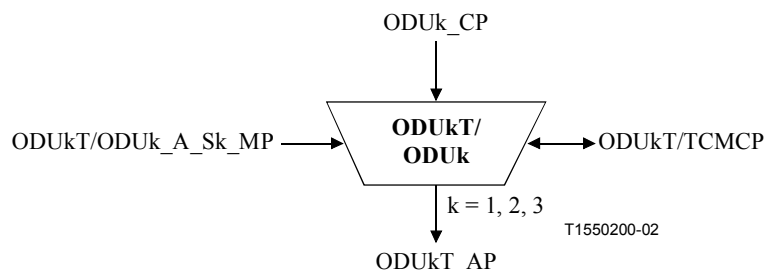 ODUk_CP
ODUkT/ODUk_A_Sk_MP
ODUkT/
ODUk
ODUkT/TCMCP
k = 1, 2, 3
T1550200-02
ODUkT_AP